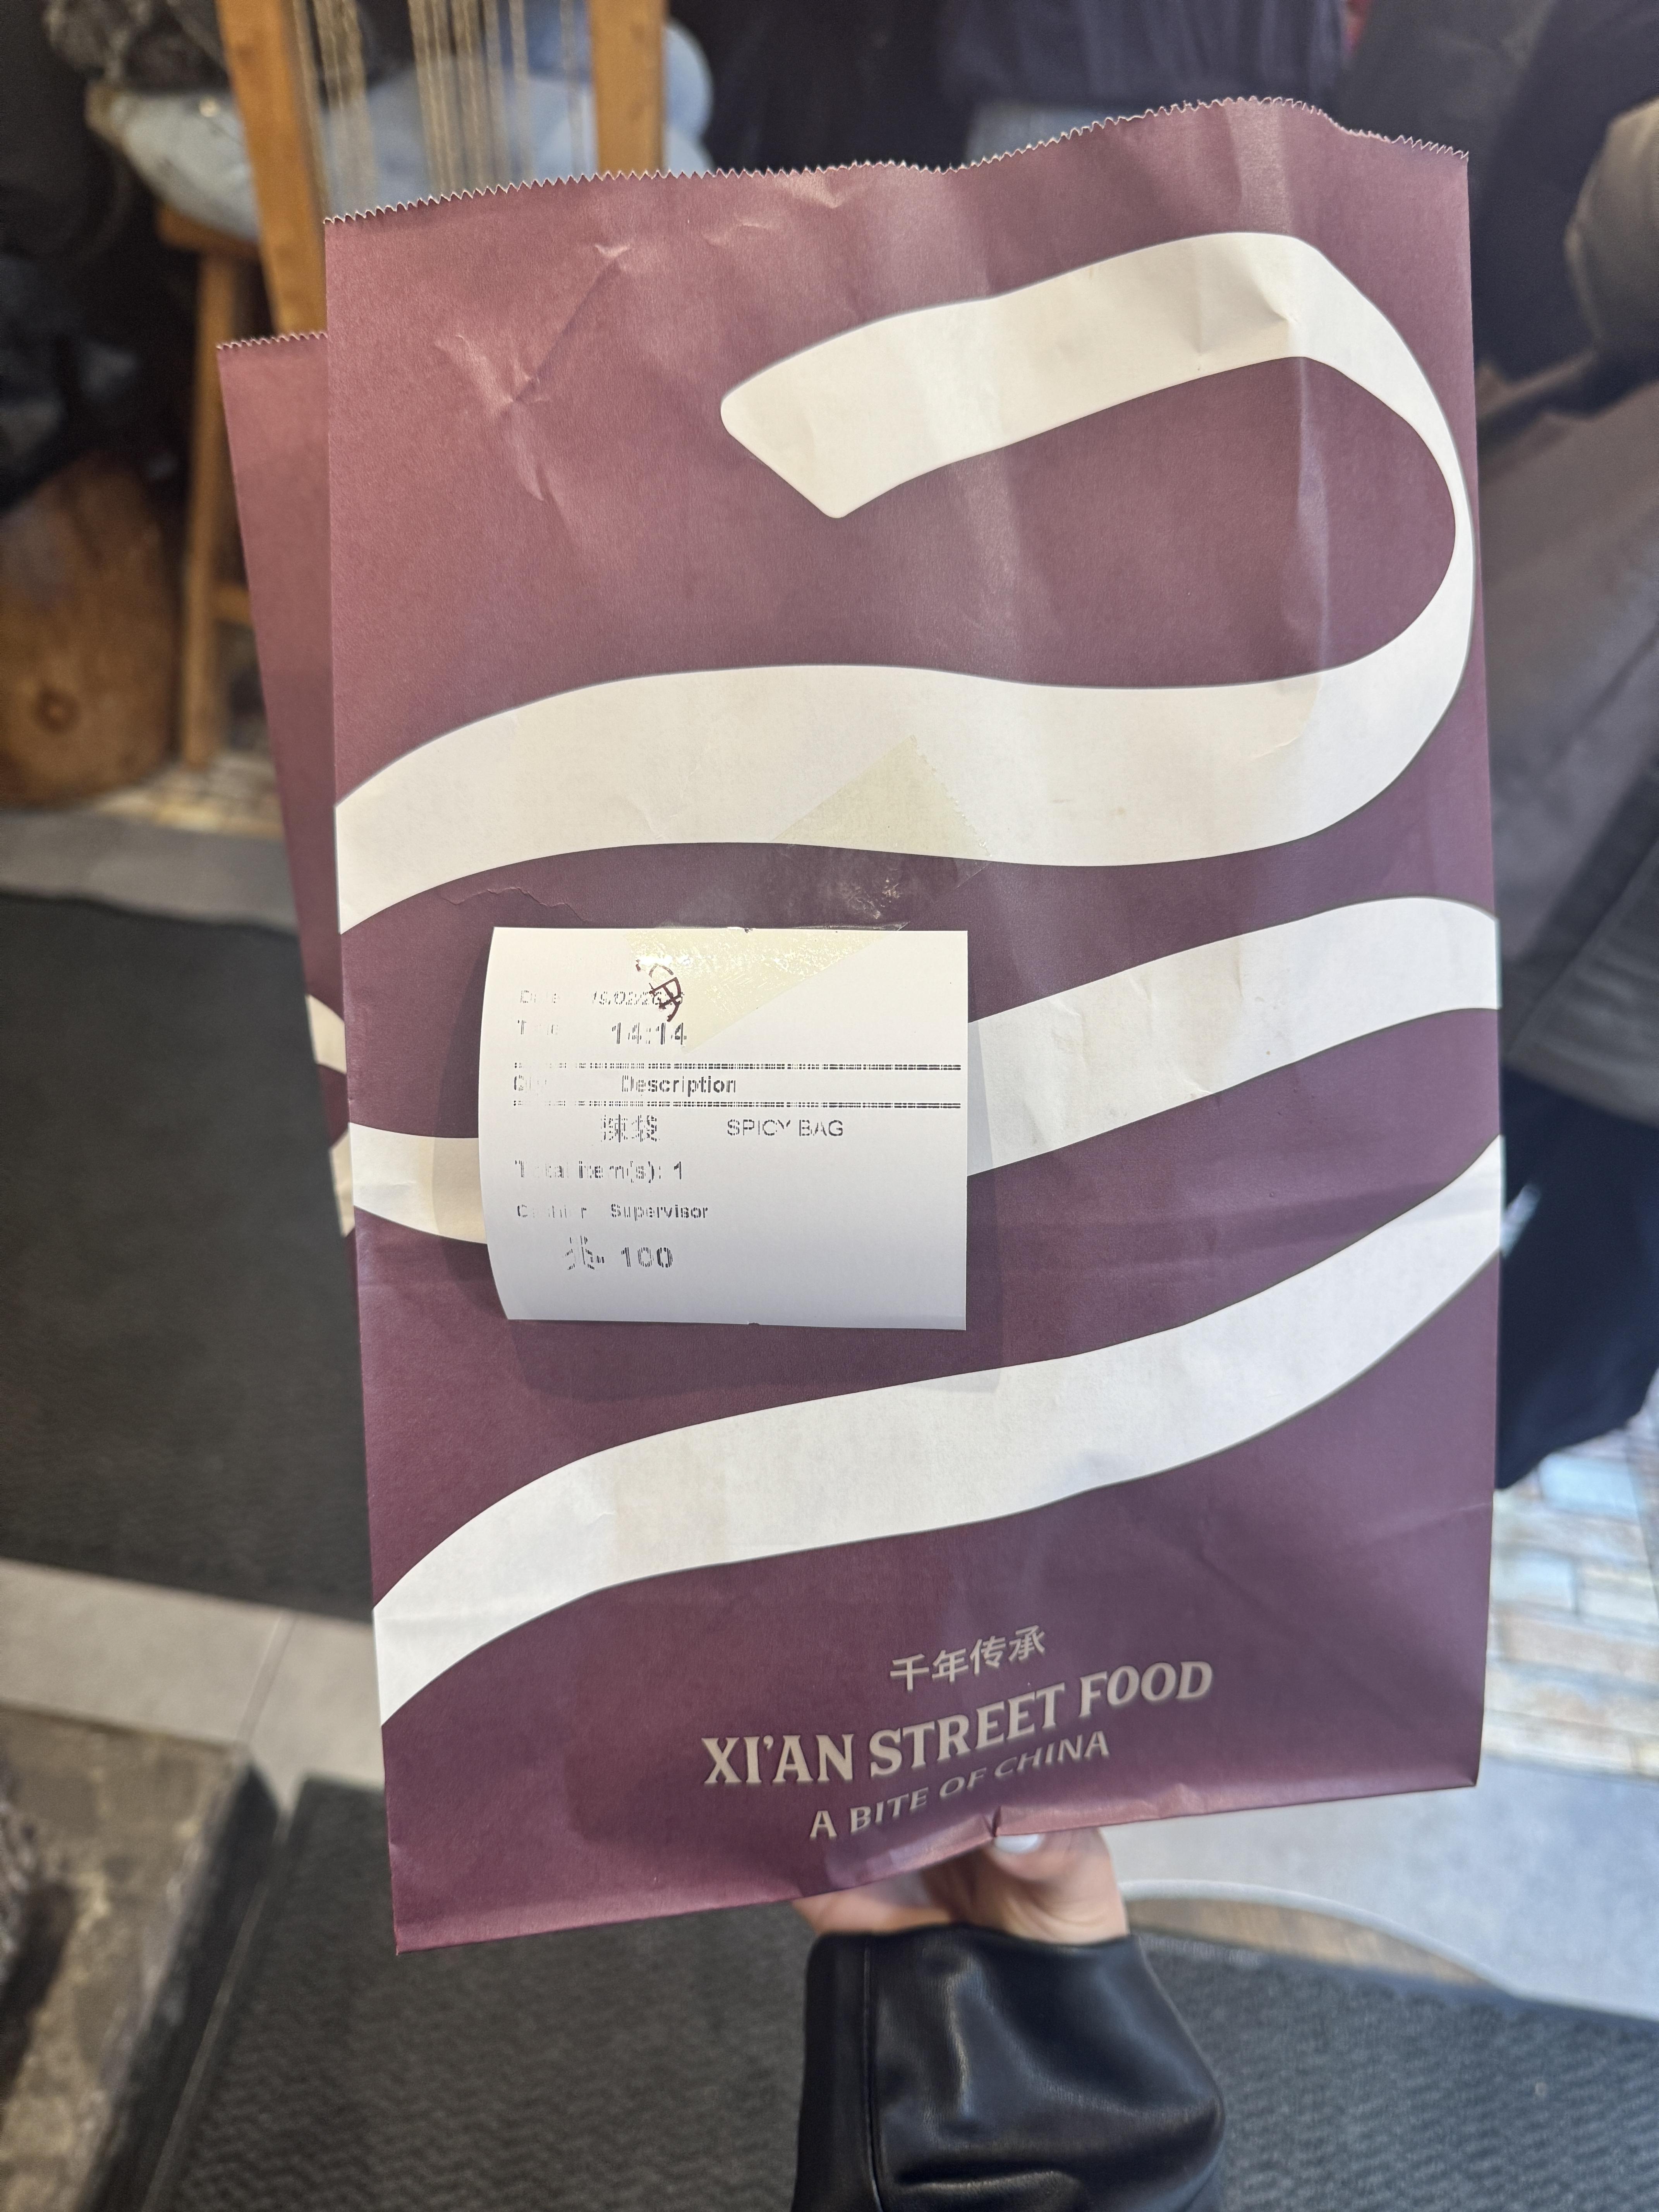 14:14
Description
辣袋 SPICY BAG
Total item(s): 1
Cashier Supervisor
100
千年传承
XI'AN STREET FOOD
A BITE OF CHINA